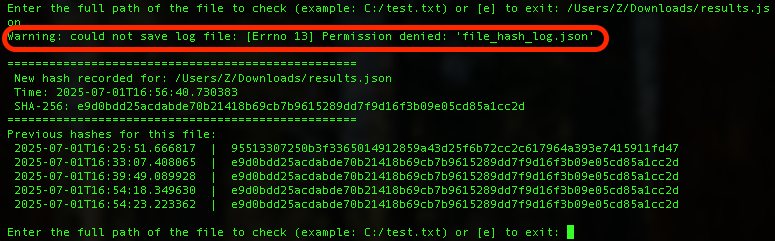 Enter the full path of the file to check (example: C:/test.txt) or [e] to exit: /Users/Z/Downloads/results.js
on
Warning: could not save log file: [Errno 13] Permission denied: 'file_hash_log.json'
==================================================
New hash recorded for: /Users/Z/Downloads/results.json
Time: 2025-07-01T16:56:40.730383
SHA-256: e9d0bdd25acdabde70b21418b69cb7b9615289dd7f9d16f3b09e05cd85a1cc2d
==================================================
Previous hashes for this file:
2025-07-01T16:25:51.666817 | 95513307250b3f3365014912859a43d25f6b72cc2c617964a393e7415911fd47
2025-07-01T16:33:07.408065 | e9d0bdd25acdabde70b21418b69cb7b9615289dd7f9d16f3b09e05cd85a1cc2d
2025-07-01T16:39:49.089928 | e9d0bdd25acdabde70b21418b69cb7b9615289dd7f9d16f3b09e05cd85a1cc2d
2025-07-01T16:54:18.349630 | e9d0bdd25acdabde70b21418b69cb7b9615289dd7f9d16f3b09e05cd85a1cc2d
2025-07-01T16:54:23.223362 | e9d0bdd25acdabde70b21418b69cb7b9615289dd7f9d16f3b09e05cd85a1cc2d
Enter the full path of the file to check (example: C:/test.txt) or [e] to exit: